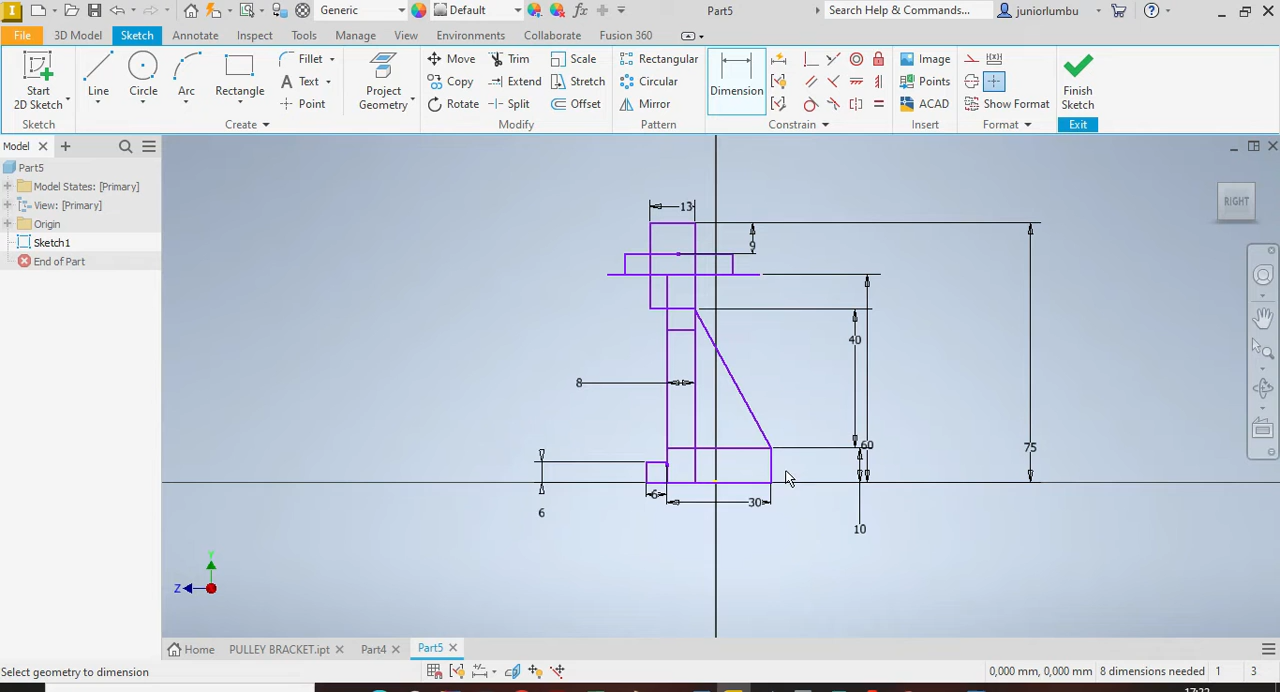 Generic
Default
fx
Part5
Search Help & Commands...
juniorlumbu
File
3D Model
Sketch
Annotate
Inspect
Tools
Manage
View
Environments
Collaborate
Fusion 360
Start
2D Sketch
Line
Circle
Arc
Rectangle
Fillet
Text
Point
Project
Geometry
Move
Copy
Rotate
Trim
Extend
Split
Scale
Stretch
Offset
Rectangular
Circular
Mirror
Dimension
Image
Points
ACAD
Show Format
Finish
Sketch
Sketch
Create
Modify
Pattern
Constrain
Insert
Format
Exit
Model
Part5
Model States: [Primary]
View: [Primary]
Origin
Sketch1
End of Part
RIGHT
13
9
40
8
60
75
6
30
6
10
Y
Z
Home
PULLEY BRACKET.ipt
Part4
Part5
Select geometry to dimension
0,000 mm, 0,000 mm
8 dimensions needed
1
3